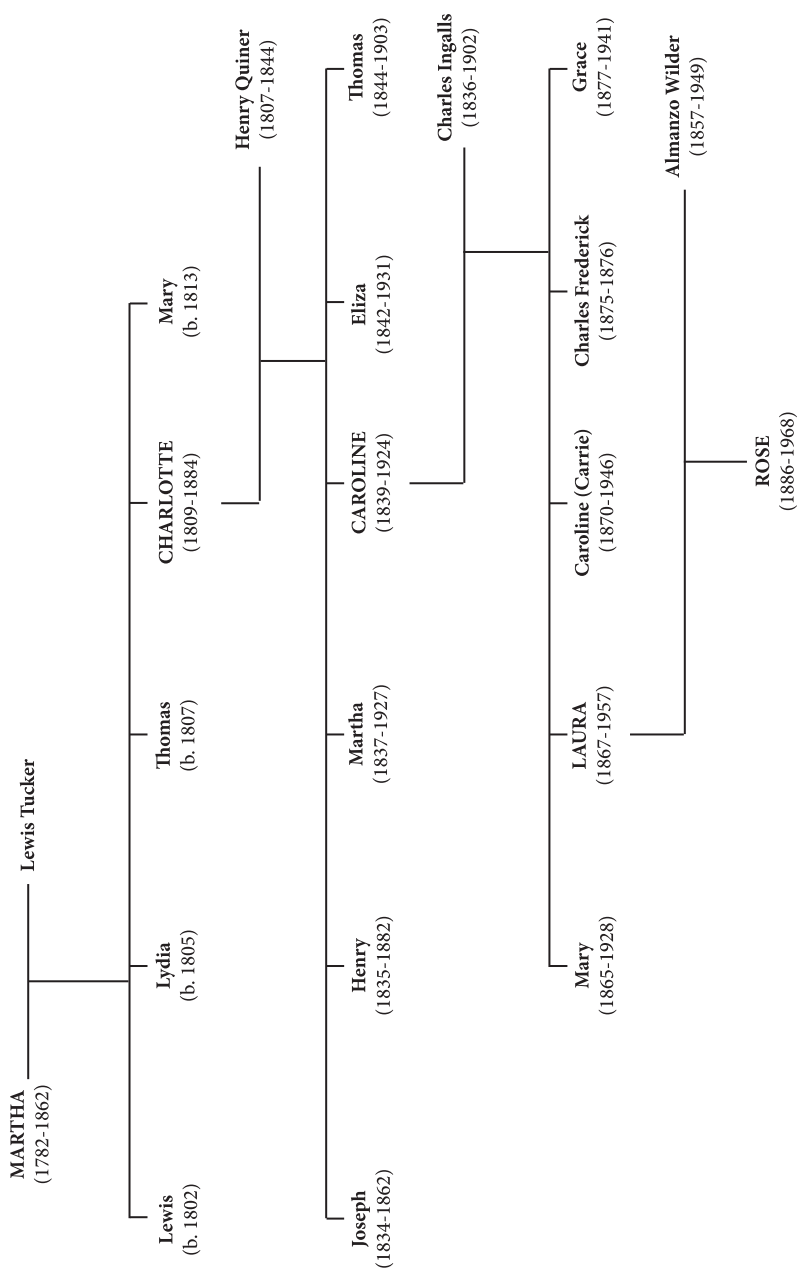 MARTHA
(1782-1862)
Lewis Tucker
Lewis
(b. 1802)
Lydia
(b. 1805)
Thomas
(b. 1807)
CHARLOTTE
(1809-1884)
Mary
(b. 1813)
Henry Quiner
(1807-1844)
Joseph
(1834-1862)
Henry
(1835-1882)
Martha
(1837-1927)
CAROLINE
(1839-1924)
Eliza
(1842-1931)
Thomas
(1844-1903)
Charles Ingalls
(1836-1902)
Mary
(1865-1928)
LAURA
(1867-1957)
Caroline (Carrie)
(1870-1946)
Charles Frederick
(1875-1876)
Grace
(1877-1941)
Almanzo Wilder
(1857-1949)
ROSE
(1886-1968)